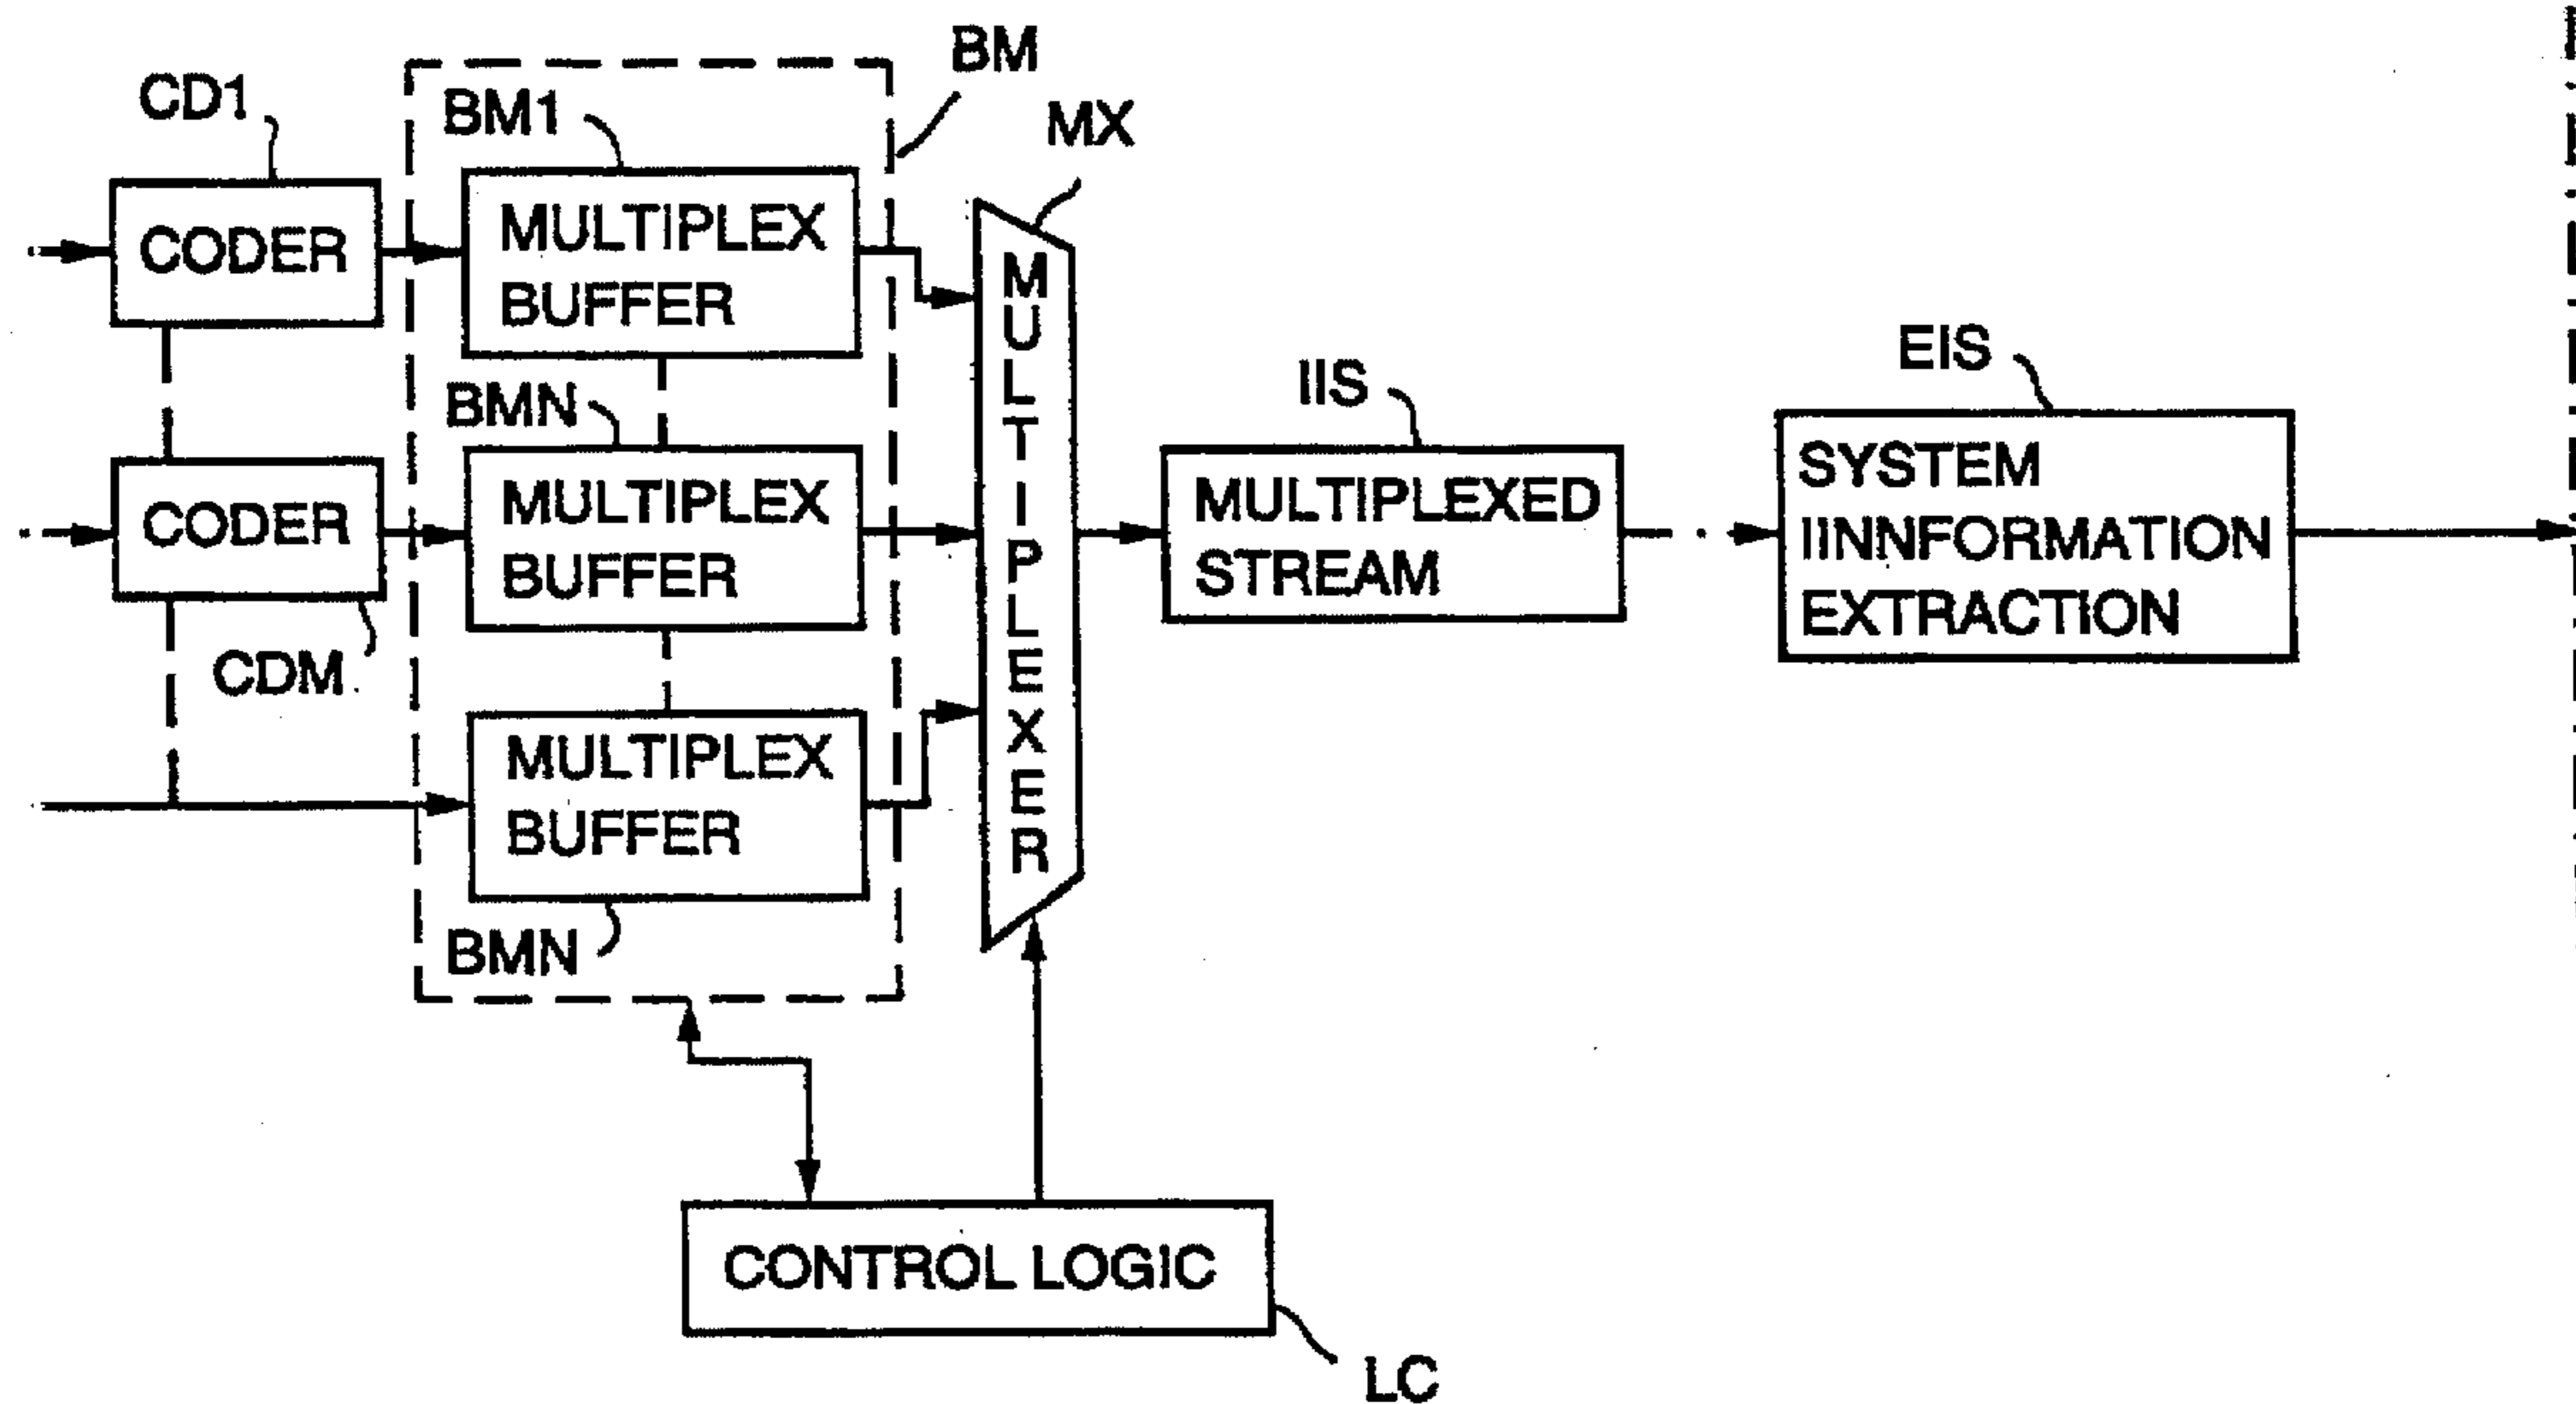 BM
CD1
BM1
MX
CODER
MULTIPLEX
BUFFER
MULTIPLEXER
EIS
IIS
BMN
SYSTEM
IINNFORMATION
EXTRACTION
CODER
MULTIPLEX
BUFFER
MULTIPLEXED
STREAM
CDM
MULTIPLEX
BUFFER
BMN
CONTROL LOGIC
LC